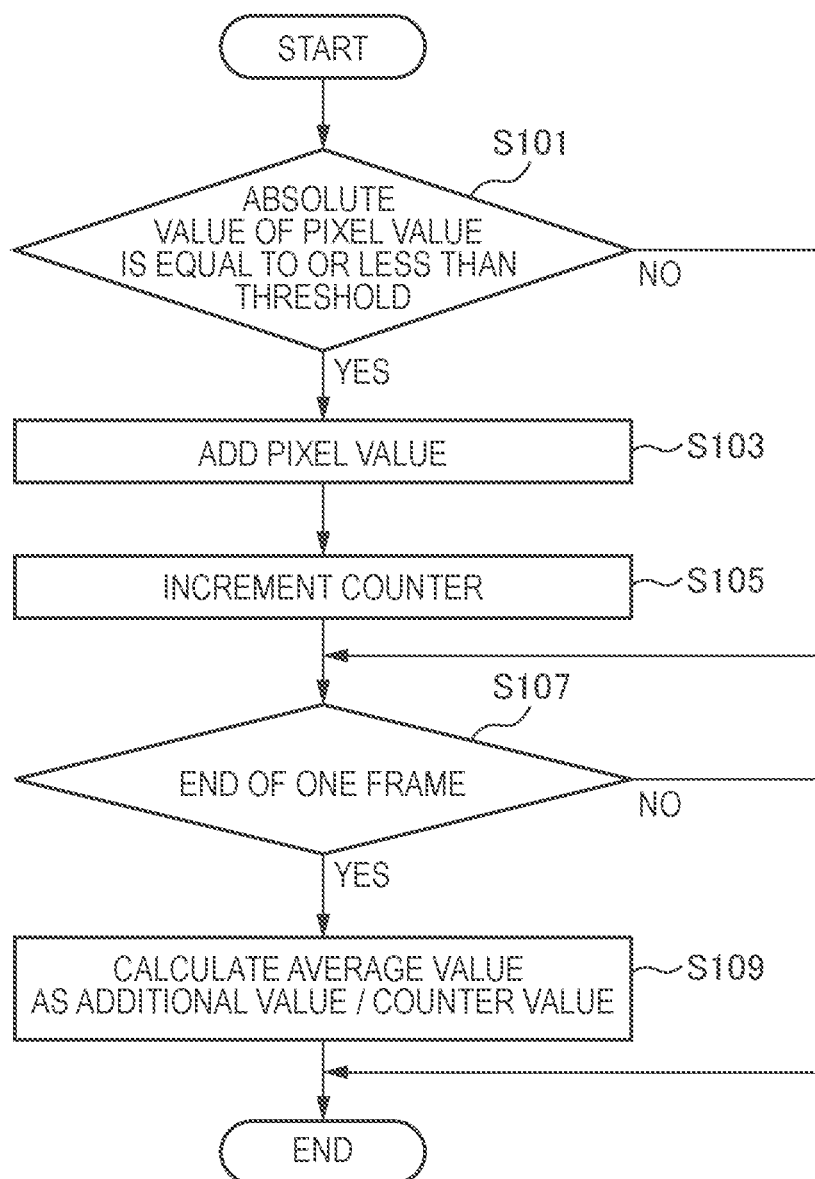 START
S101
ABSOLUTE
VALUE OF PIXEL VALUE
IS EQUAL TO OR LESS THAN
THRESHOLD
NO
YES
ADD PIXEL VALUE
S103
INCREMENT COUNTER
S105
S107
END OF ONE FRAME
NO
YES
CALCULATE AVERAGE VALUE
AS ADDITIONAL VALUE / COUNTER VALUE
S109
END